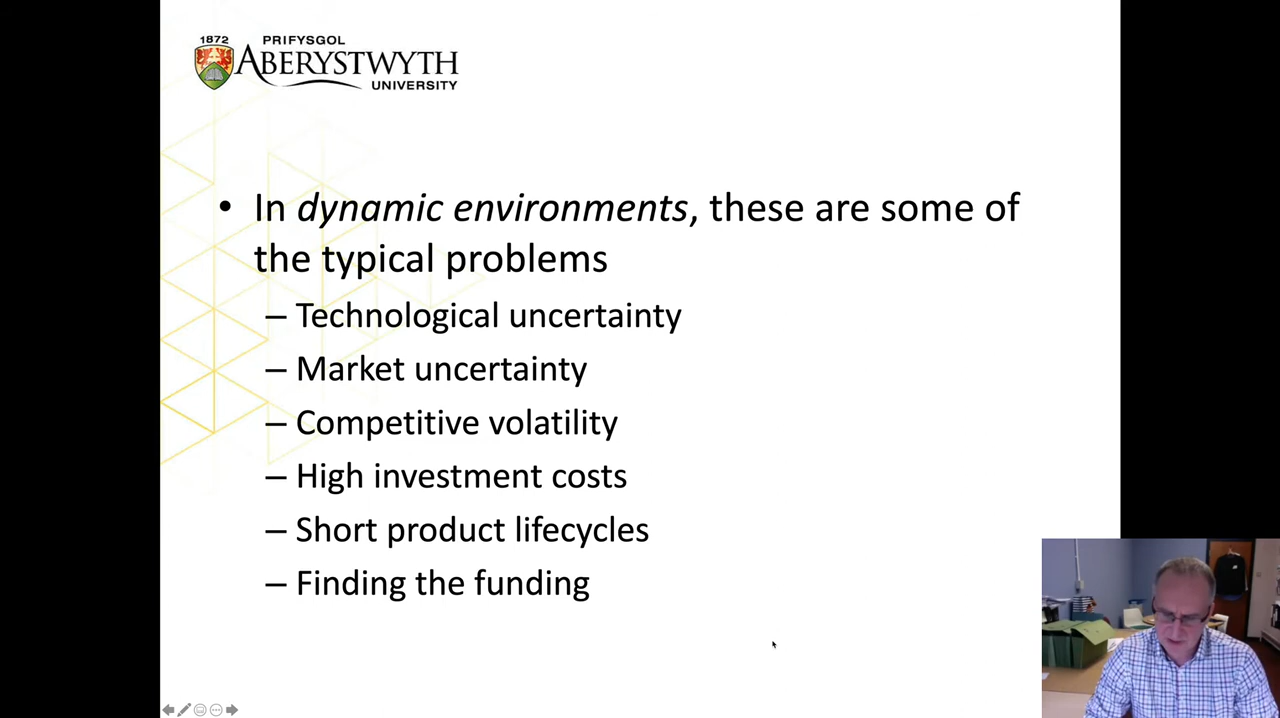 1872 PRIFYSGOL
ABERYSTWYTH
UNIVERSITY
• In dynamic environments, these are some of
the typical problems
– Technological uncertainty
– Market uncertainty
– Competitive volatility
– High investment costs
– Short product lifecycles
– Finding the funding